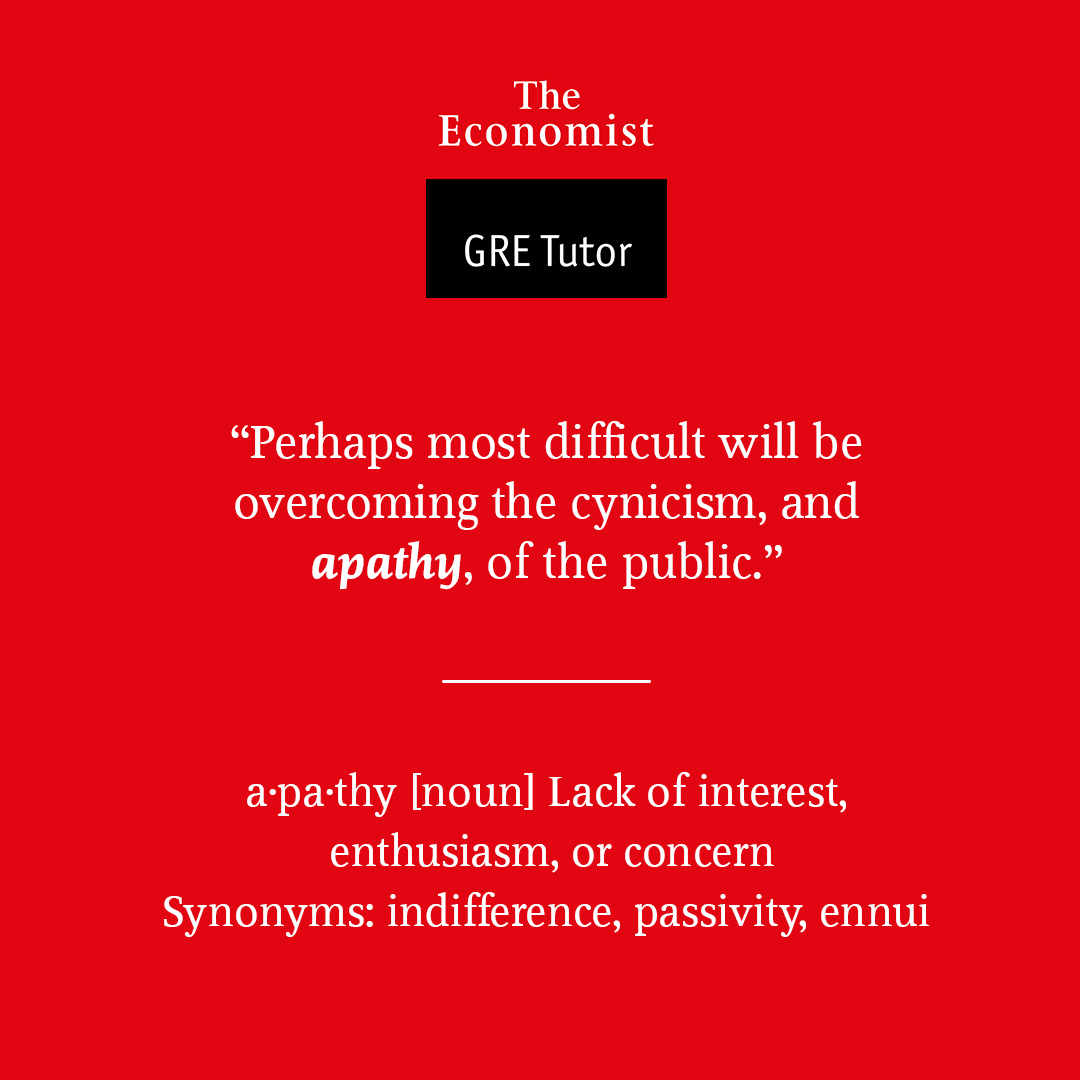 The
Economist
GRE Tutor
“Perhaps most difficult will be
overcoming the cynicism, and
apathy, of the public.”
a·pa·thy [noun] Lack of interest,
enthusiasm, or concern
Synonyms: indifference, passivity, ennui